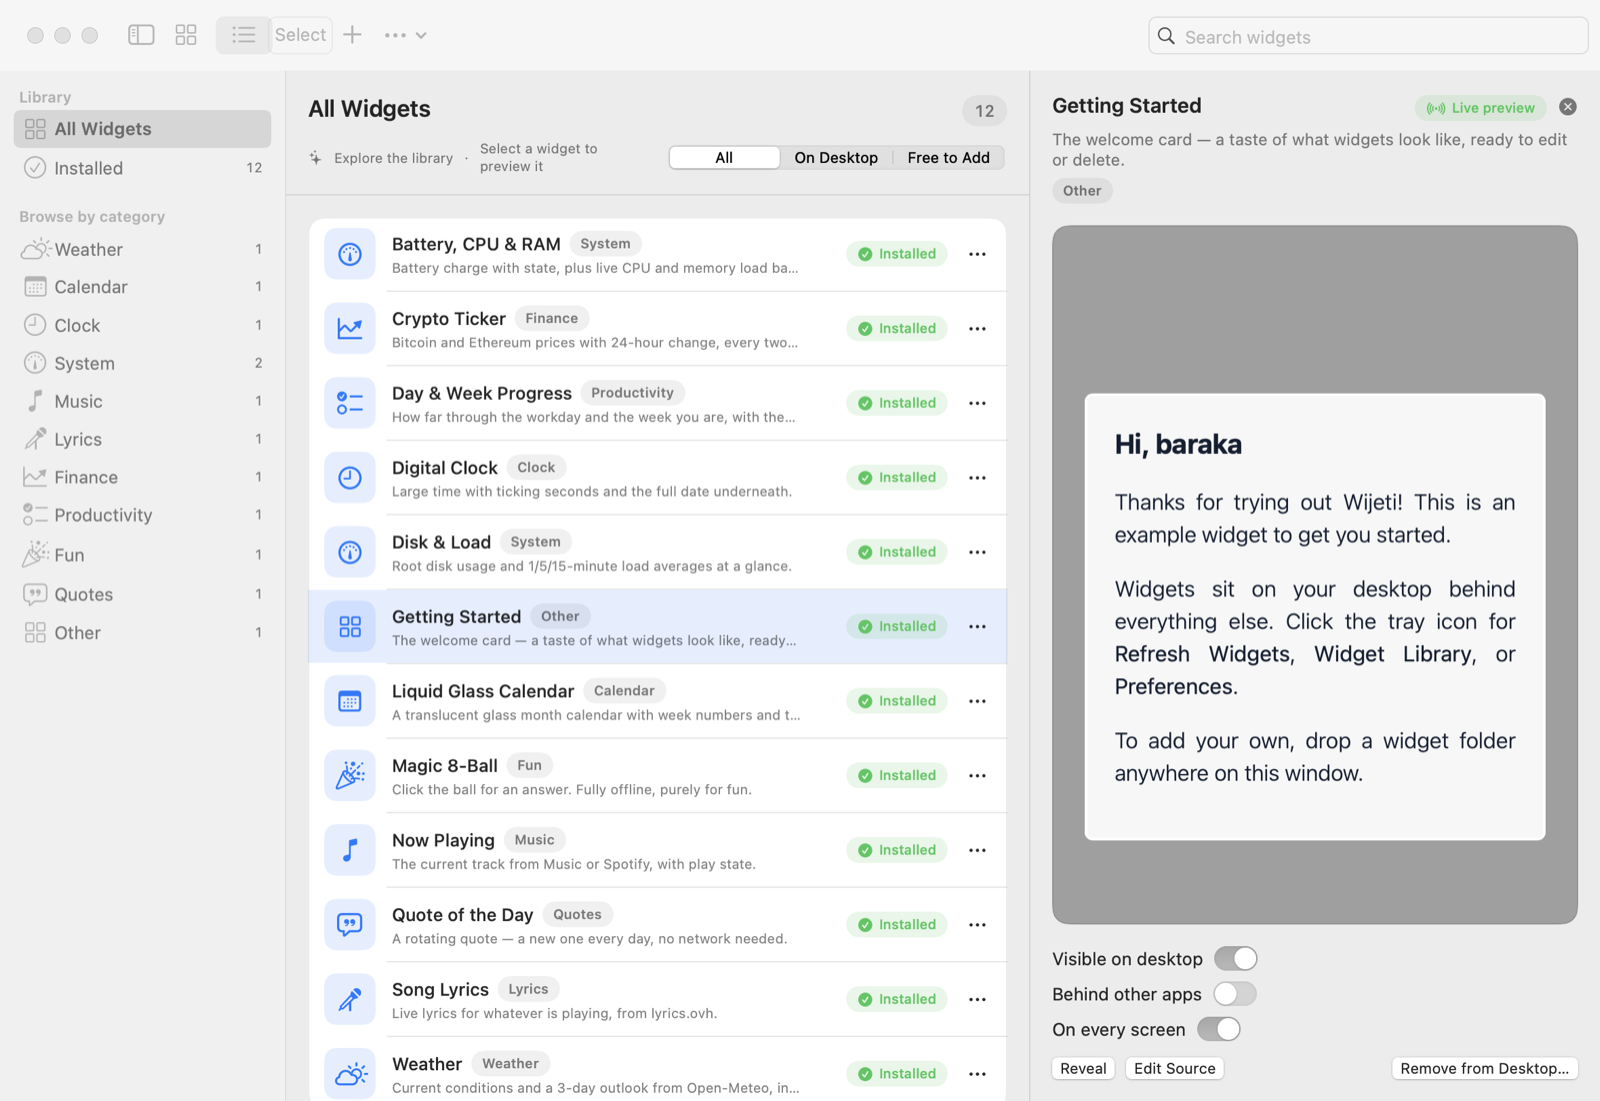 Select
Search widgets
Library
All Widgets
Installed 12
Browse by category
Weather 1
Calendar 1
Clock 1
System 2
Music 1
Lyrics 1
Finance 1
Productivity 1
Fun 1
Quotes 1
Other 1
All Widgets
12
Explore the library · Select a widget to
preview it
All On Desktop Free to Add
Battery, CPU & RAM System
Battery charge with state, plus live CPU and memory load ba...
Installed
Crypto Ticker Finance
Bitcoin and Ethereum prices with 24-hour change, every two...
Installed
Day & Week Progress Productivity
How far through the workday and the week you are, with the...
Installed
Digital Clock Clock
Large time with ticking seconds and the full date underneath.
Installed
Disk & Load System
Root disk usage and 1/5/15-minute load averages at a glance.
Installed
Getting Started Other
The welcome card — a taste of what widgets look like, ready...
Installed
Liquid Glass Calendar Calendar
A translucent glass month calendar with week numbers and t...
Installed
Magic 8-Ball Fun
Click the ball for an answer. Fully offline, purely for fun.
Installed
Now Playing Music
The current track from Music or Spotify, with play state.
Installed
Quote of the Day Quotes
A rotating quote — a new one every day, no network needed.
Installed
Song Lyrics Lyrics
Live lyrics for whatever is playing, from lyrics.ovh.
Installed
Weather Weather
Current conditions and a 3-day outlook from Open-Meteo, in...
Installed
Getting Started
Live preview
The welcome card — a taste of what widgets look like, ready to edit
or delete.
Other
Hi, baraka
Thanks for trying out Wijeti! This is an
example widget to get you started.
Widgets sit on your desktop behind
everything else. Click the tray icon for
Refresh Widgets, Widget Library, or
Preferences.
To add your own, drop a widget folder
anywhere on this window.
Visible on desktop
Behind other apps
On every screen
Reveal Edit Source Remove from Desktop...